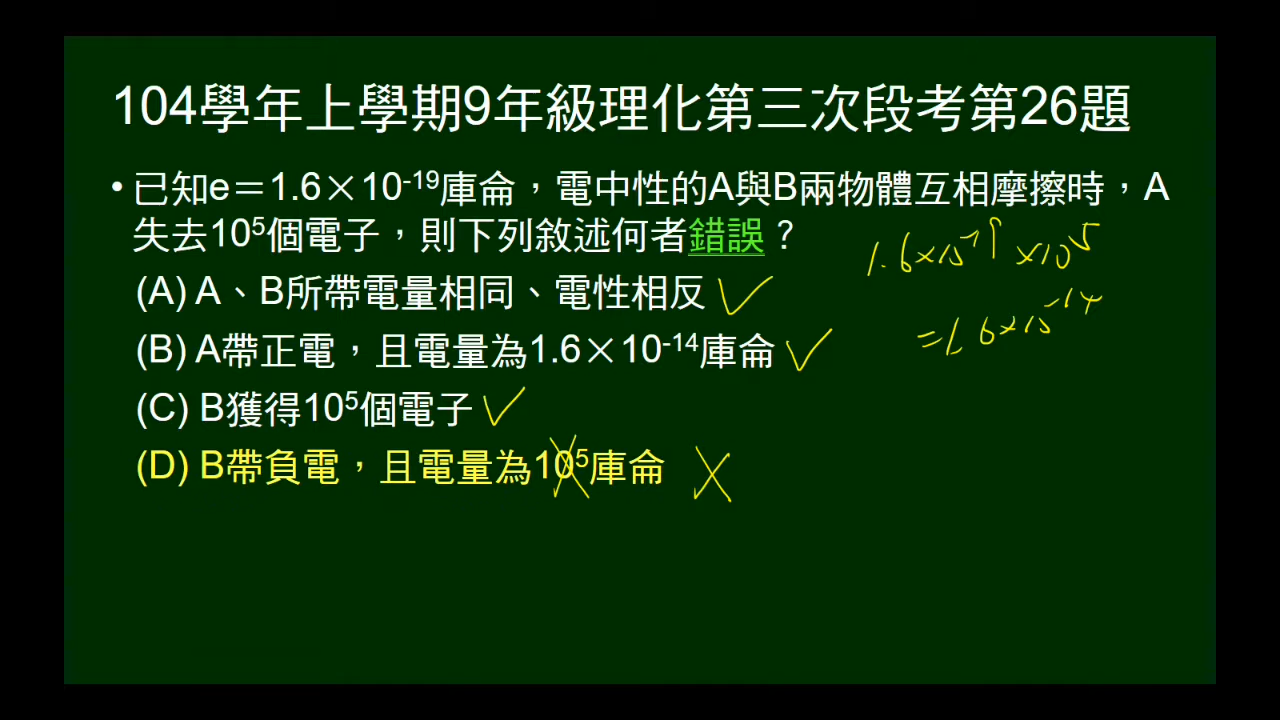 104學年上學期9年級理化第三次段考第26題
• 已知e＝1.6×10⁻¹⁹庫侖，電中性的A與B兩物體互相摩擦時，A
失去10⁵個電子，則下列敘述何者錯誤？
1.6×10⁻¹⁹×10⁵
(A) A、B所帶電量相同、電性相反
=1.6×10⁻¹⁴
(B) A帶正電，且電量為1.6×10⁻¹⁴庫侖
(C) B獲得10⁵個電子
(D) B帶負電，且電量為10⁵庫侖